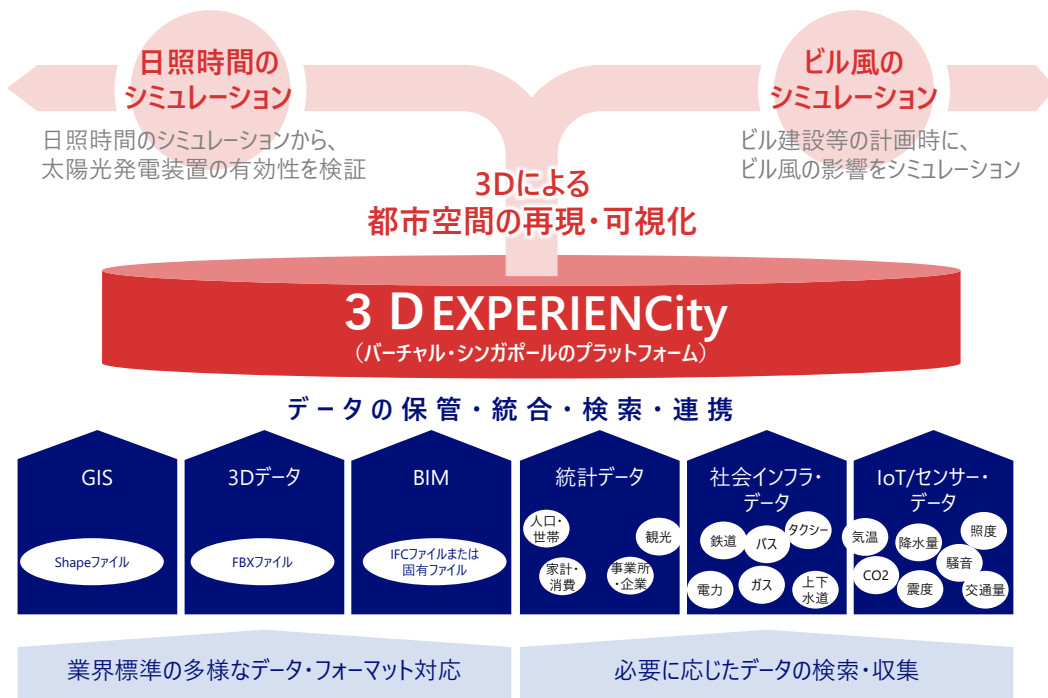 日照時間の
シミュレーション
日照時間のシミュレーションから、
太陽光発電装置の有効性を検証
ビル風の
シミュレーション
ビル建設等の計画時に、
ビル風の影響をシミュレーション
3Dによる
都市空間の再現・可視化
３ＤEXPERIENCity
（バーチャル・シンガポールのプラットフォーム）
データの保管・統合・検索・連携
GIS
Shapeファイル
3Dデータ
FBXファイル
BIM
IFCファイルまたは
固有ファイル
統計データ
人口・
世帯
観光
家計・
消費
事業所
・企業
社会インフラ・
データ
鉄道
バス
タクシー
電力
ガス
上下
水道
IoT/センサー・
データ
気温
降水量
照度
CO2
騒音
震度
交通量
業界標準の多様なデータ・フォーマット対応
必要に応じたデータの検索・収集